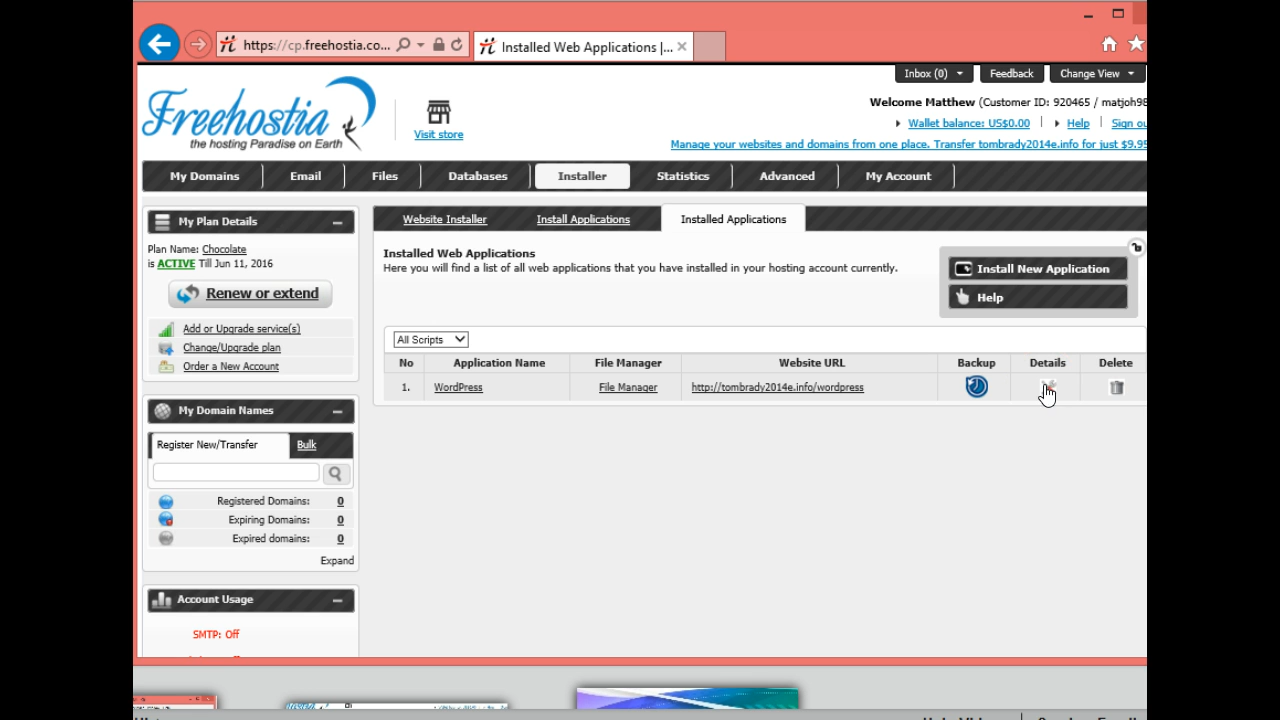 https://cp.freehostia.co...
Installed Web Applications |...
Inbox (0)
Feedback
Change View
Freehostia
the hosting Paradise on Earth
Visit store
Welcome Matthew (Customer ID: 920465 / matjoh98
Wallet balance: US$0.00
Help
Sign ou
Manage your websites and domains from one place. Transfer tombrady2014e.info for just $9.95
My Domains
Email
Files
Databases
Installer
Statistics
Advanced
My Account
My Plan Details
Plan Name: Chocolate
is ACTIVE Till Jun 11, 2016
Renew or extend
Add or Upgrade service(s)
Change/Upgrade plan
Order a New Account
My Domain Names
Register New/Transfer
Bulk
Registered Domains: 0
Expiring Domains: 0
Expired domains: 0
Expand
Account Usage
SMTP: Off
Website Installer
Install Applications
Installed Applications
Installed Web Applications
Here you will find a list of all web applications that you have installed in your hosting account currently.
Install New Application
Help
All Scripts
No Application Name File Manager Website URL Backup Details Delete
1. WordPress File Manager http://tombrady2014e.info/wordpress